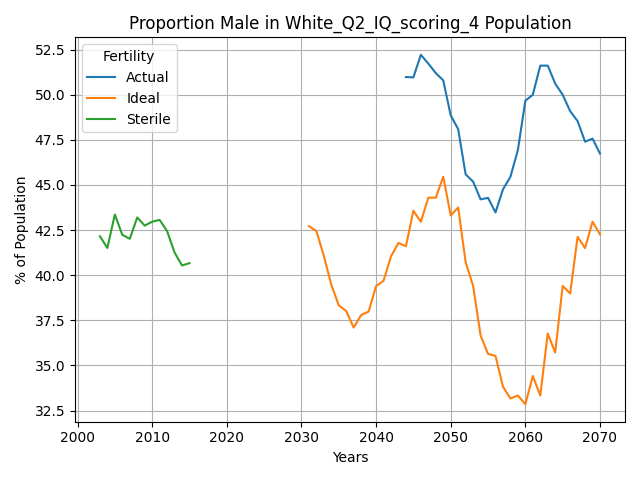 Proportion Male in White_Q2_IQ_scoring_4 Population
Fertility
Actual
Ideal
Sterile
% of Population
52.5
50.0
47.5
45.0
42.5
40.0
37.5
35.0
32.5
2000 2010 2020 2030 2040 2050 2060 2070
Years